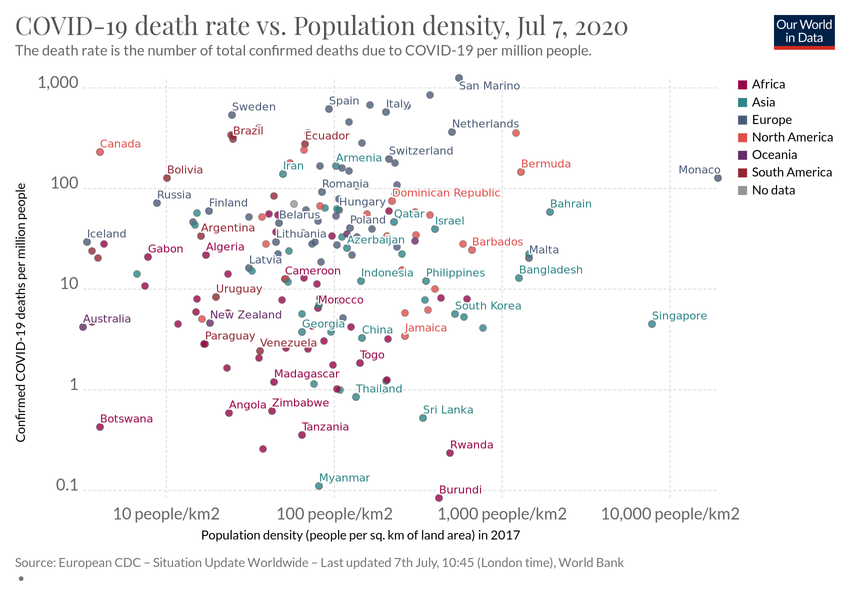 COVID-19 death rate vs. Population density, Jul 7, 2020
The death rate is the number of total confirmed deaths due to COVID-19 per million people.
Our World
in Data
Confirmed COVID-19 deaths per million people
1,000
100
10
1
0.1
San Marino
Sweden
Spain
Italy
Netherlands
Brazil
Ecuador
Canada
Switzerland
Armenia
Iran
Bermuda
Bolivia
Monaco
Romania
Dominican Republic
Russia
Finland
Hungary
Bahrain
Belarus
Qatar
Poland
Israel
Argentina
Iceland
Lithuania
Azerbaijan
Barbados
Gabon
Algeria
Malta
Latvia
Cameroon
Indonesia
Philippines
Bangladesh
Uruguay
Morocco
South Korea
Australia
New Zealand
Georgia
China
Jamaica
Singapore
Paraguay
Venezuela
Togo
Madagascar
Thailand
Angola
Zimbabwe
Sri Lanka
Botswana
Tanzania
Rwanda
Myanmar
Burundi
10 people/km2
100 people/km2
1,000 people/km2
10,000 people/km2
Population density (people per sq. km of land area) in 2017
Africa
Asia
Europe
North America
Oceania
South America
No data
Source: European CDC – Situation Update Worldwide – Last updated 7th July, 10:45 (London time), World Bank